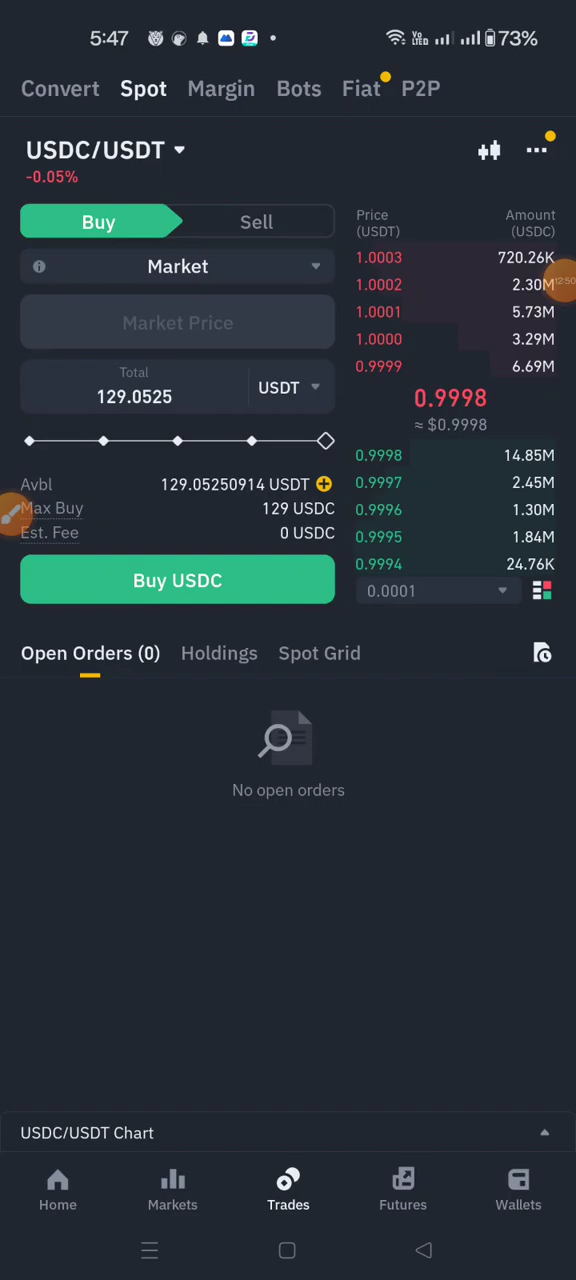 5:47
Vo LTE
73%
Convert Spot Margin Bots Fiat P2P
USDC/USDT
-0.05%
Buy Sell
Market
Market Price
Total
129.0525
USDT
Avbl 129.05250914 USDT
Max Buy 129 USDC
Est. Fee 0 USDC
Buy USDC
Price Amount
(USDT) (USDC)
1.0003 720.26K
1.0002 2.30M
12:50
1.0001 5.73M
1.0000 3.29M
0.9999 6.69M
0.9998
≈ $0.9998
0.9998 14.85M
0.9997 2.45M
0.9996 1.30M
0.9995 1.84M
0.9994 24.76K
0.0001
Open Orders (0) Holdings Spot Grid
No open orders
USDC/USDT Chart
Home Markets Trades Futures Wallets